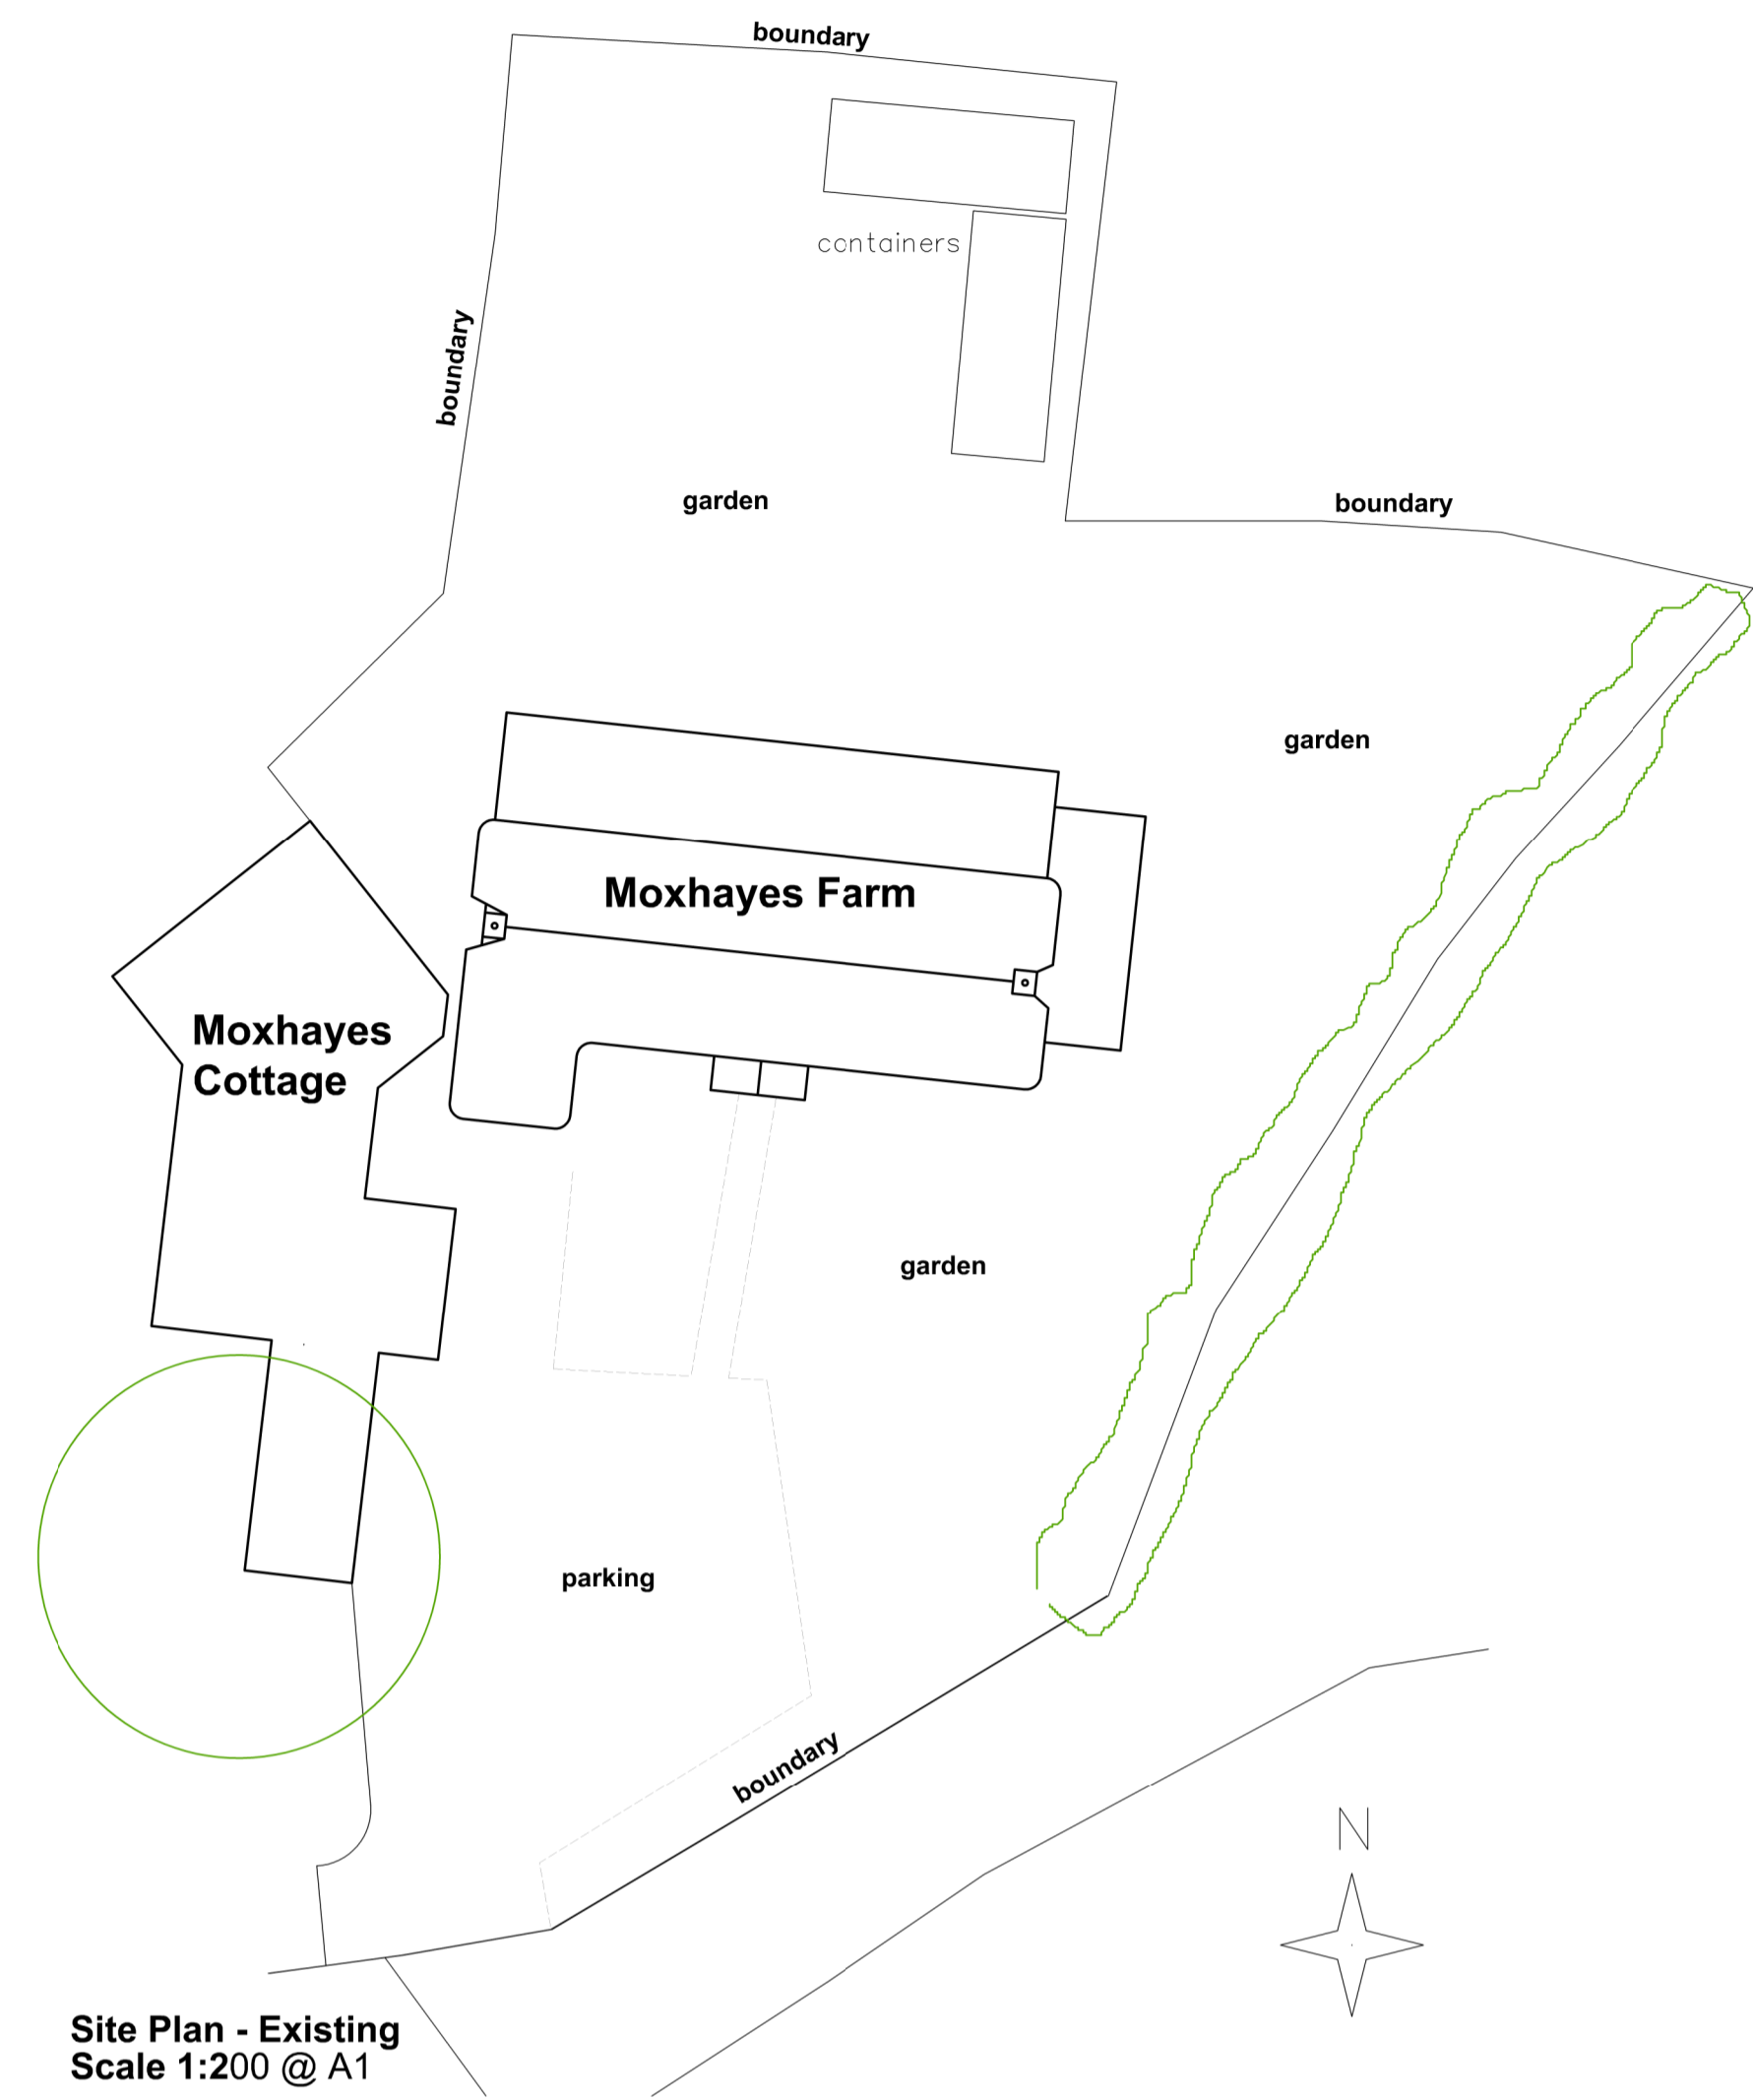 boundary
containers
boundary
garden
boundary
garden
Moxhayes Farm
Moxhayes
Cottage
garden
parking
boundary
N
Site Plan - Existing
Scale 1:200 @ A1